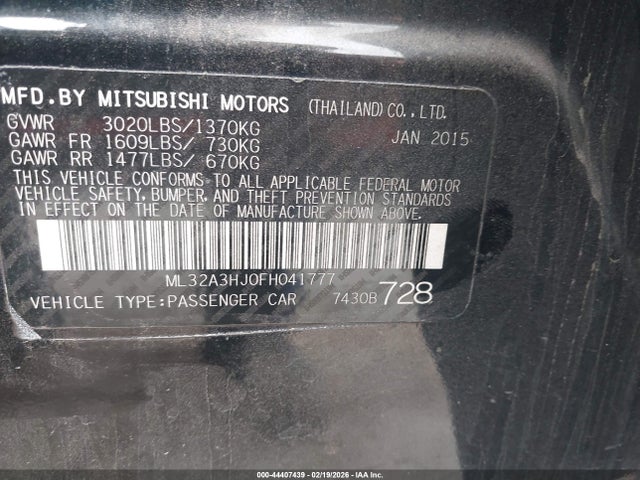 MFD.BY MITSUBISHI MOTORS (THAILAND)CO.,LTD.
GVWR 3020LBS/1370KG JAN 2015
GAWR FR 1609LBS/ 730KG
GAWR RR 1477LBS/ 670KG
THIS VEHICLE CONFORMS TO ALL APPLICABLE FEDERAL MOTOR
VEHICLE SAFETY, BUMPER, AND THEFT PREVENTION STANDARDS
IN EFFECT ON THE DATE OF MANUFACTURE SHOWN ABOVE.
ML32A3HJ0FH041777
VEHICLE TYPE:PASSENGER CAR 7430B 728
000-44407439 - 02/19/2026 - IAA Inc.